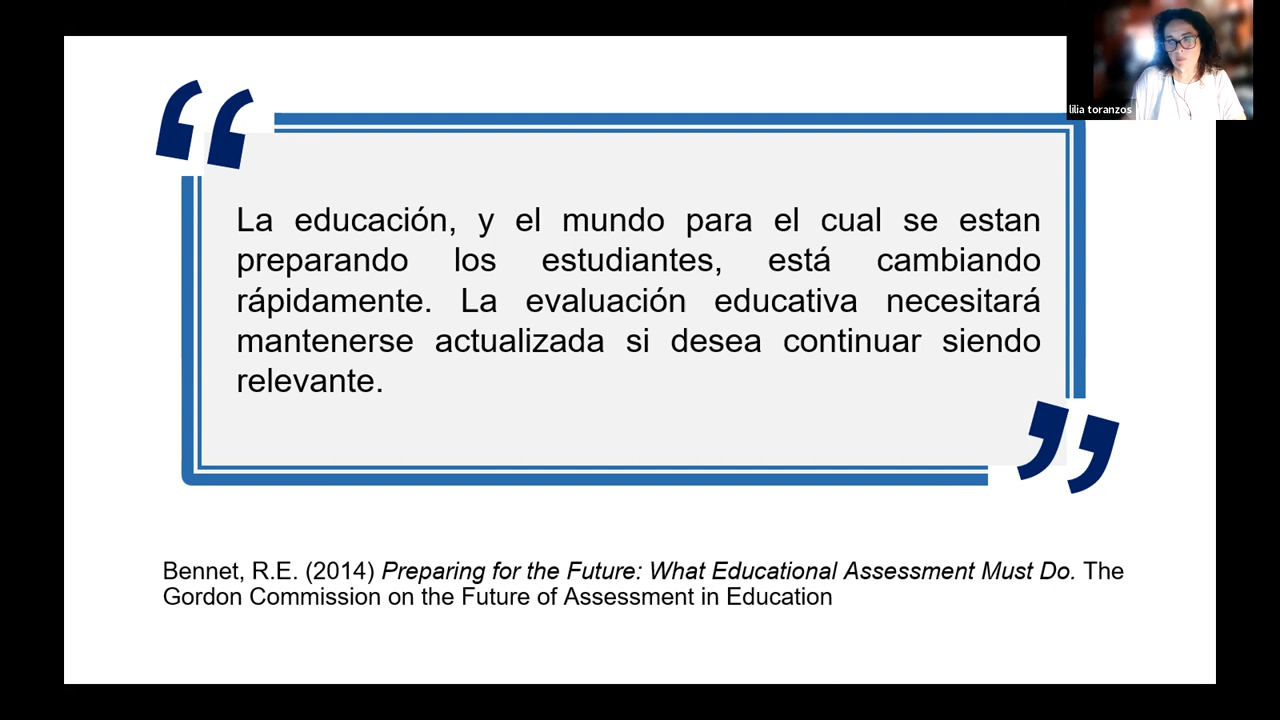 lilia toranzos
La educación, y el mundo para el cual se estan
preparando los estudiantes, está cambiando
rápidamente. La evaluación educativa necesitará
mantenerse actualizada si desea continuar siendo
relevante.
Bennet, R.E. (2014) Preparing for the Future: What Educational Assessment Must Do. The
Gordon Commission on the Future of Assessment in Education